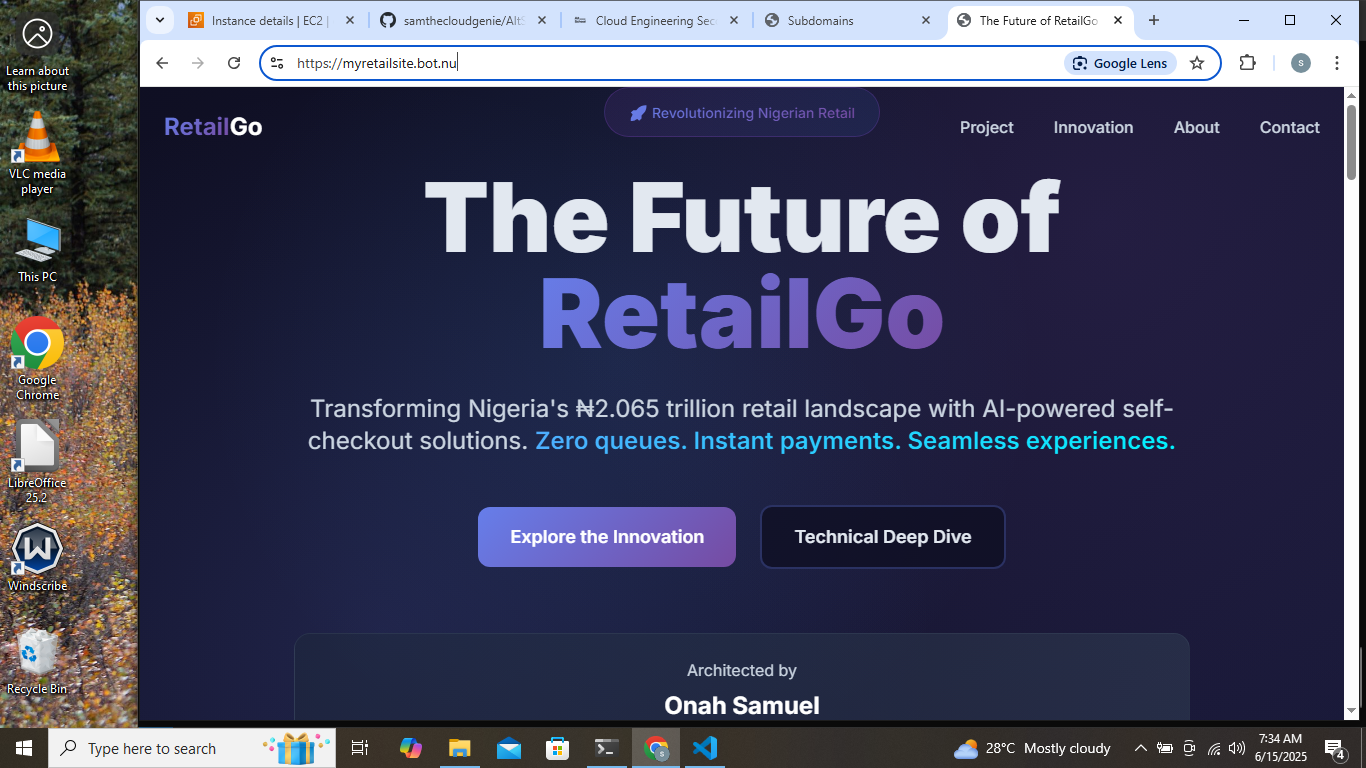 Learn about
this picture
VLC media
player
This PC
Google
Chrome
LibreOffice
25.2
Windscribe
Recycle Bin
Instance details | EC2 |
samthecloudgenie/AltS
Cloud Engineering Sec
Subdomains
The Future of RetailGo
https://myretailsite.bot.nu
Google Lens
s
RetailGo
Revolutionizing Nigerian Retail
Project
Innovation
About
Contact
The Future of
RetailGo
Transforming Nigeria's ₦2.065 trillion retail landscape with AI-powered self-
checkout solutions. Zero queues. Instant payments. Seamless experiences.
Explore the Innovation
Technical Deep Dive
Architected by
Onah Samuel
Type here to search
s
28°C Mostly cloudy
7:34 AM
6/15/2025
4